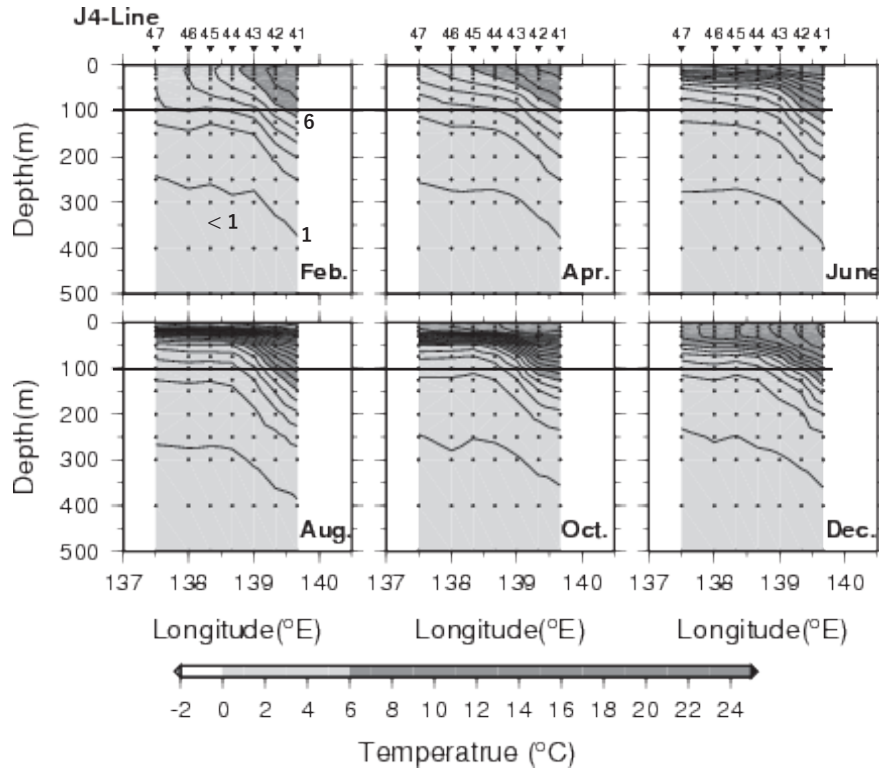 J4-Line
47 46 45 44 43 42 41
47 46 45 44 43 42 41
47 46 45 44 43 42 41
0
100
200
300
400
500
Depth(m)
6
< 1
1
Feb.
Apr.
June
0
100
200
300
400
500
Depth(m)
Aug.
Oct.
Dec.
137 138 139 140
137 138 139 140
137 138 139 140
Longitude(°E)
Longitude(°E)
Longitude(°E)
-2 0 2 4 6 8 10 12 14 16 18 20 22 24
Temperatrue (°C)